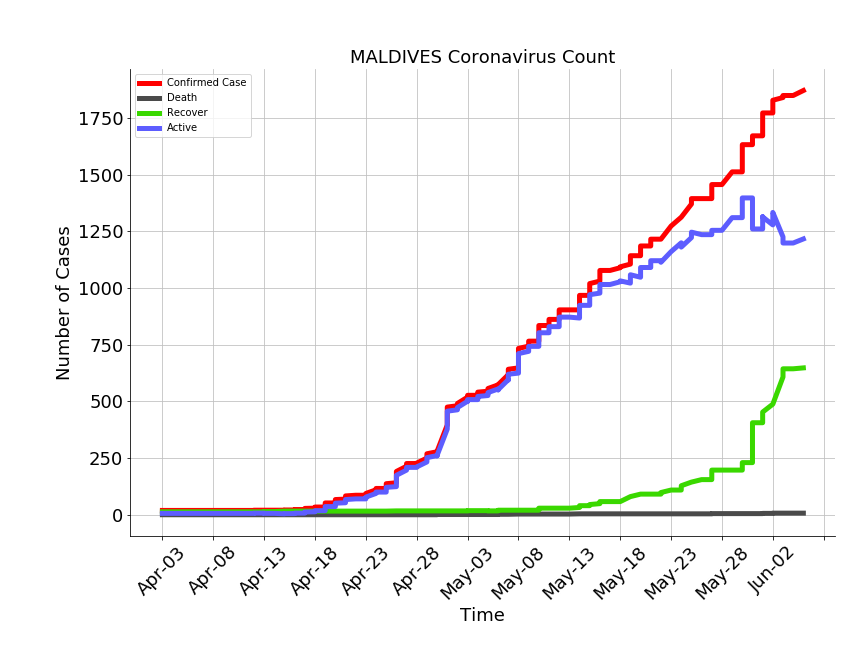 MALDIVES Coronavirus Count
Confirmed Case
Death
Recover
Active
Number of Cases
1750
1500
1250
1000
750
500
250
0
Apr-03
Apr-08
Apr-13
Apr-18
Apr-23
Apr-28
May-03
May-08
May-13
May-18
May-23
May-28
Jun-02
Time